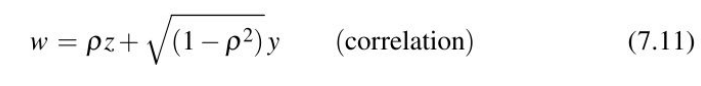 w = ρz + √(1 − ρ²) y (correlation) (7.11)